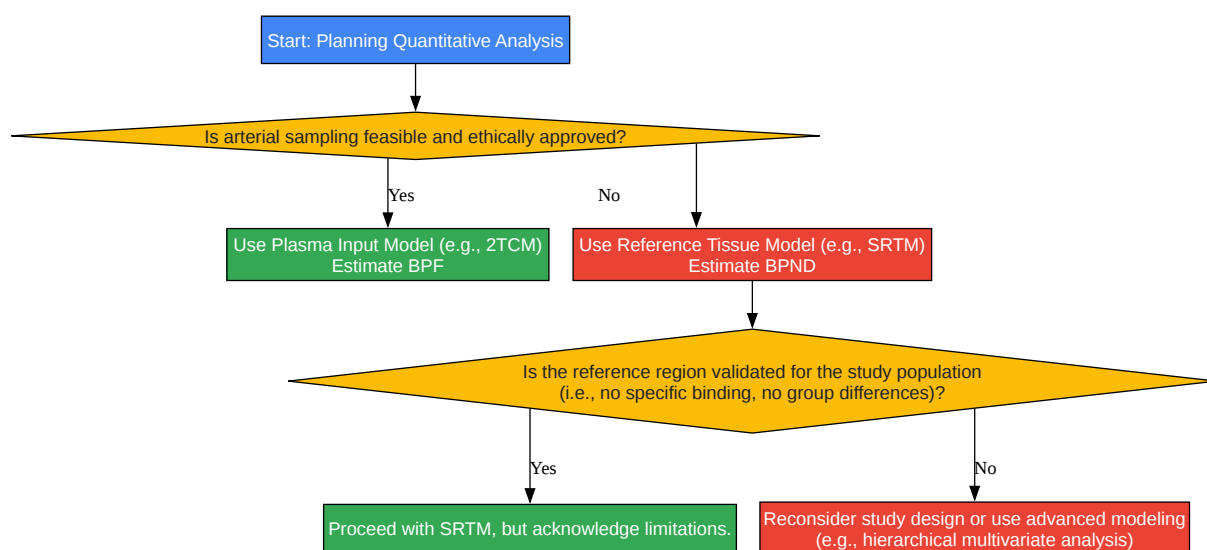 Start: Planning Quantitative Analysis
Is arterial sampling feasible and ethically approved?
Yes
No
Use Plasma Input Model (e.g., 2TCM)
Estimate BPF
Use Reference Tissue Model (e.g., SRTM)
Estimate BPND
Is the reference region validated for the study population
(i.e., no specific binding, no group differences)?
Yes
No
Proceed with SRTM, but acknowledge limitations.
Reconsider study design or use advanced modeling
(e.g., hierarchical multivariate analysis)